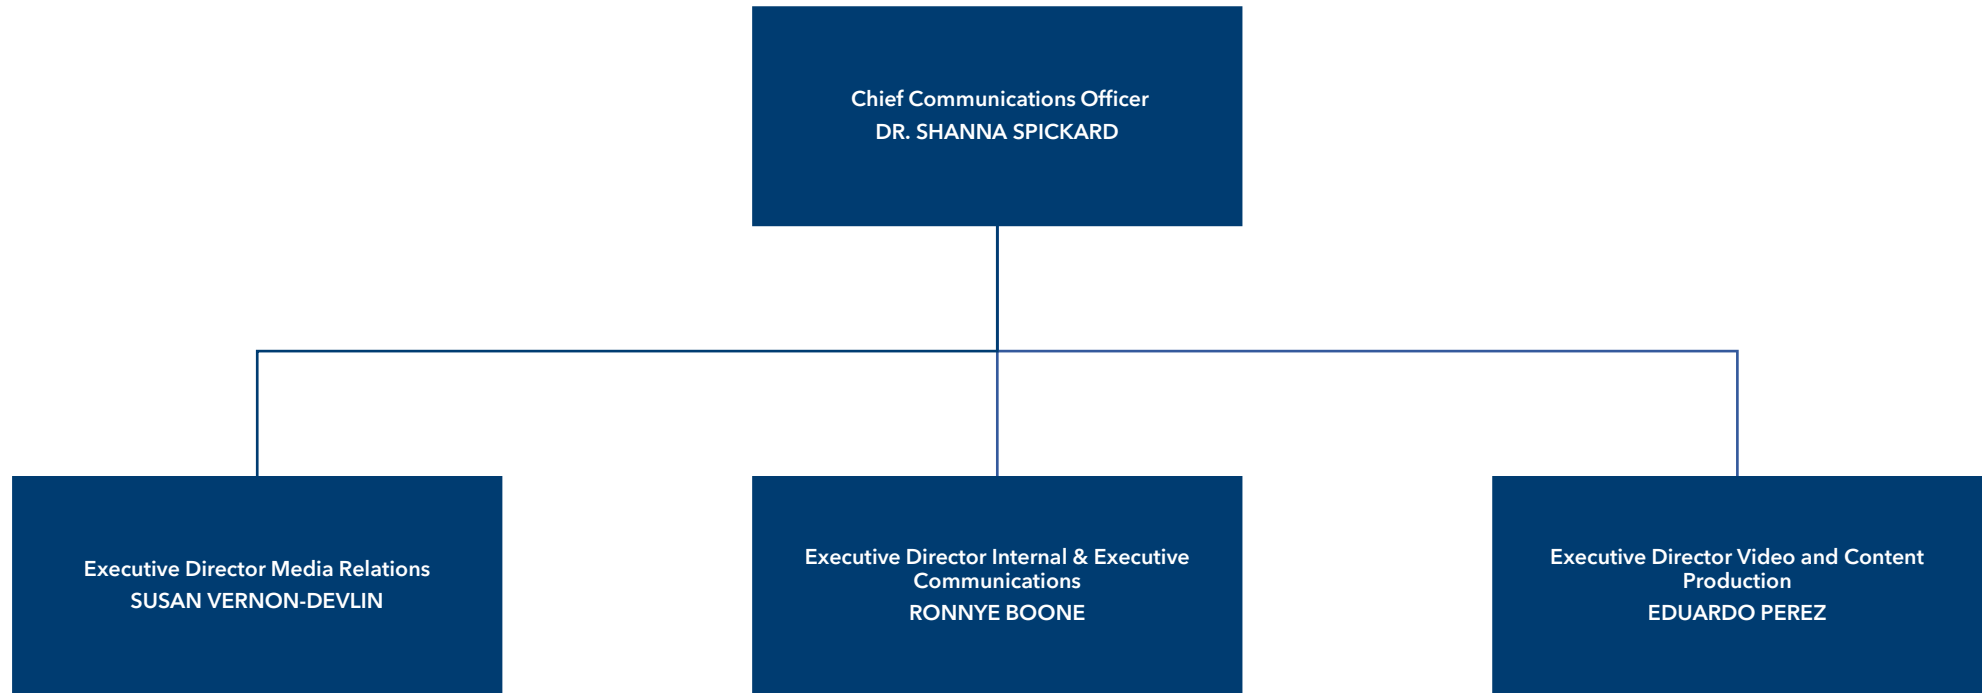 Chief Communications Officer
DR. SHANNA SPICKARD
Executive Director Media Relations
SUSAN VERNON-DEVLIN
Executive Director Internal & Executive
Communications
RONNYE BOONE
Executive Director Video and Content
Production
EDUARDO PEREZ